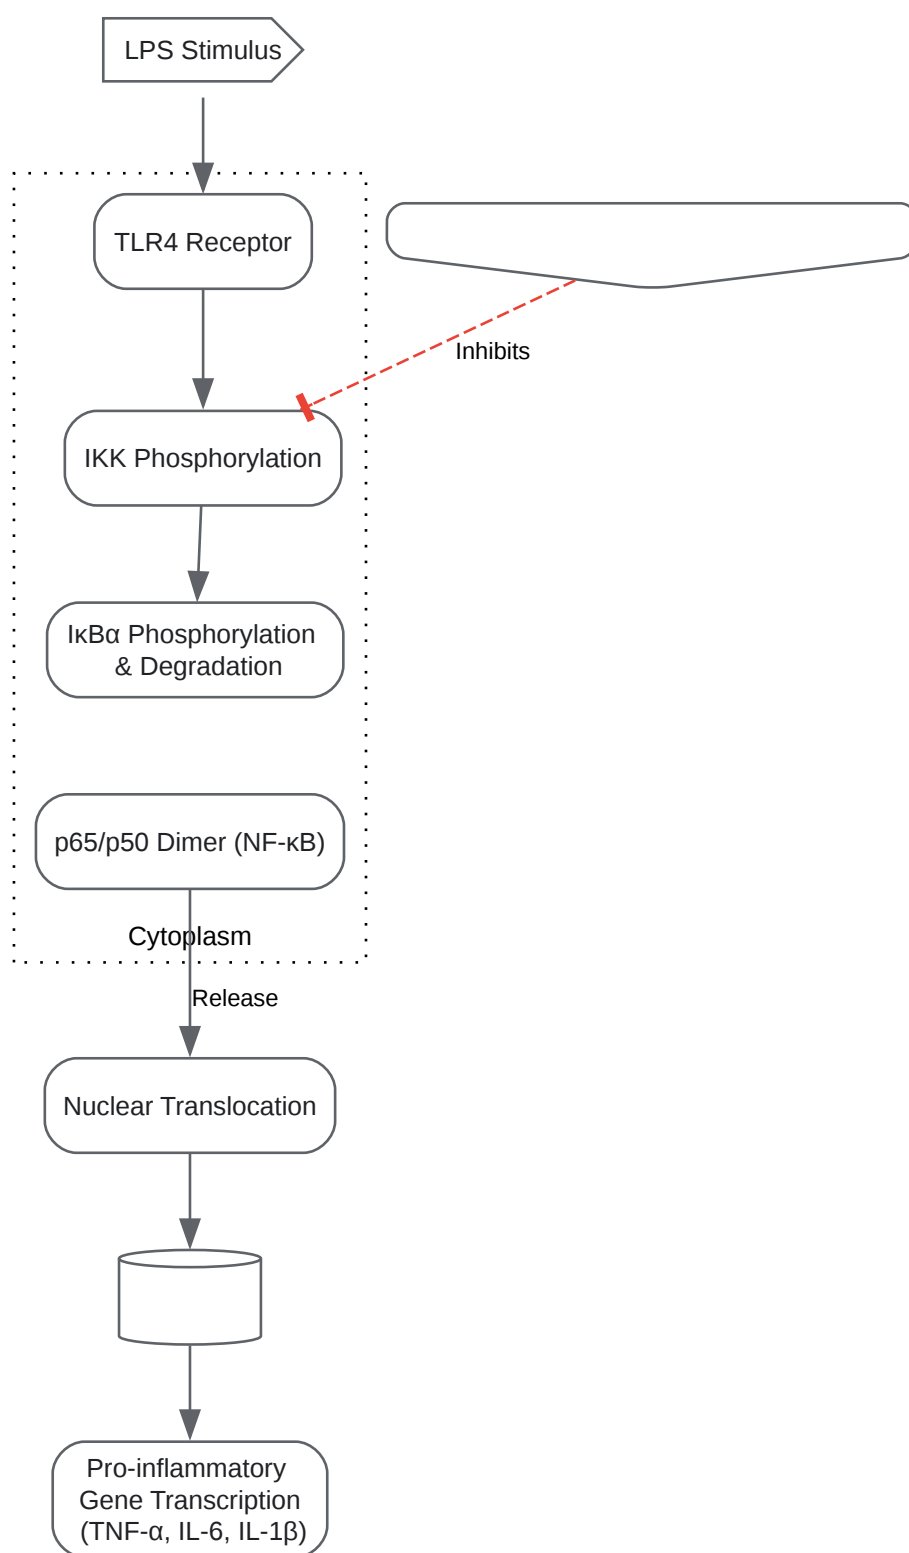 LPS Stimulus
TLR4 Receptor
Inhibits
IKK Phosphorylation
IκBα Phosphorylation
& Degradation
p65/p50 Dimer (NF-κB)
Cytoplasm
Release
Nuclear Translocation
Pro-inflammatory
Gene Transcription
(TNF-α, IL-6, IL-1β)